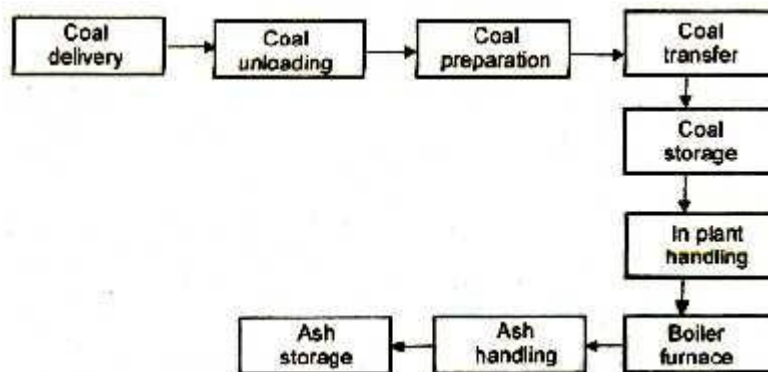 Coal
delivery
Coal
unloading
Coal
preparation
Coal
transfer
Coal
storage
In plant
handling
Boiler
furnace
Ash
handling
Ash
storage